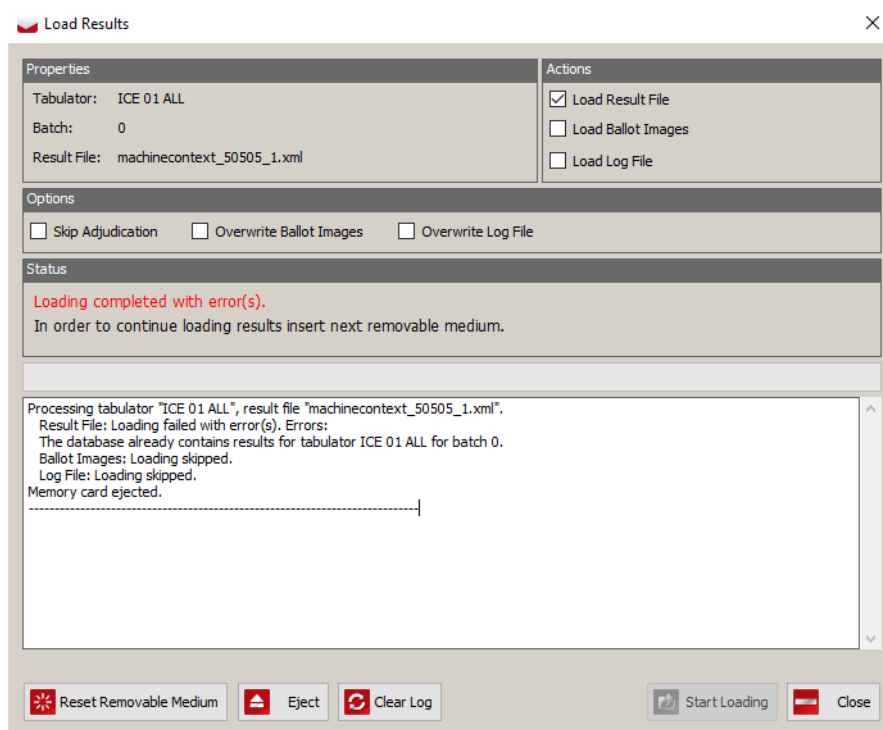 Load Results
Properties
Tabulator: ICE 01 ALL
Batch: 0
Result File: machinecontext_50505_1.xml
Actions
Load Result File
Load Ballot Images
Load Log File
Options
Skip Adjudication Overwrite Ballot Images Overwrite Log File
Status
Loading completed with error(s).
In order to continue loading results insert next removable medium.
Processing tabulator "ICE 01 ALL", result file "machinecontext_50505_1.xml".
Result File: Loading failed with error(s). Errors:
The database already contains results for tabulator ICE 01 ALL for batch 0.
Ballot Images: Loading skipped.
Log File: Loading skipped.
Memory card ejected.
--------------------------------------------------------------------------------
Reset Removable Medium Eject Clear Log Start Loading Close